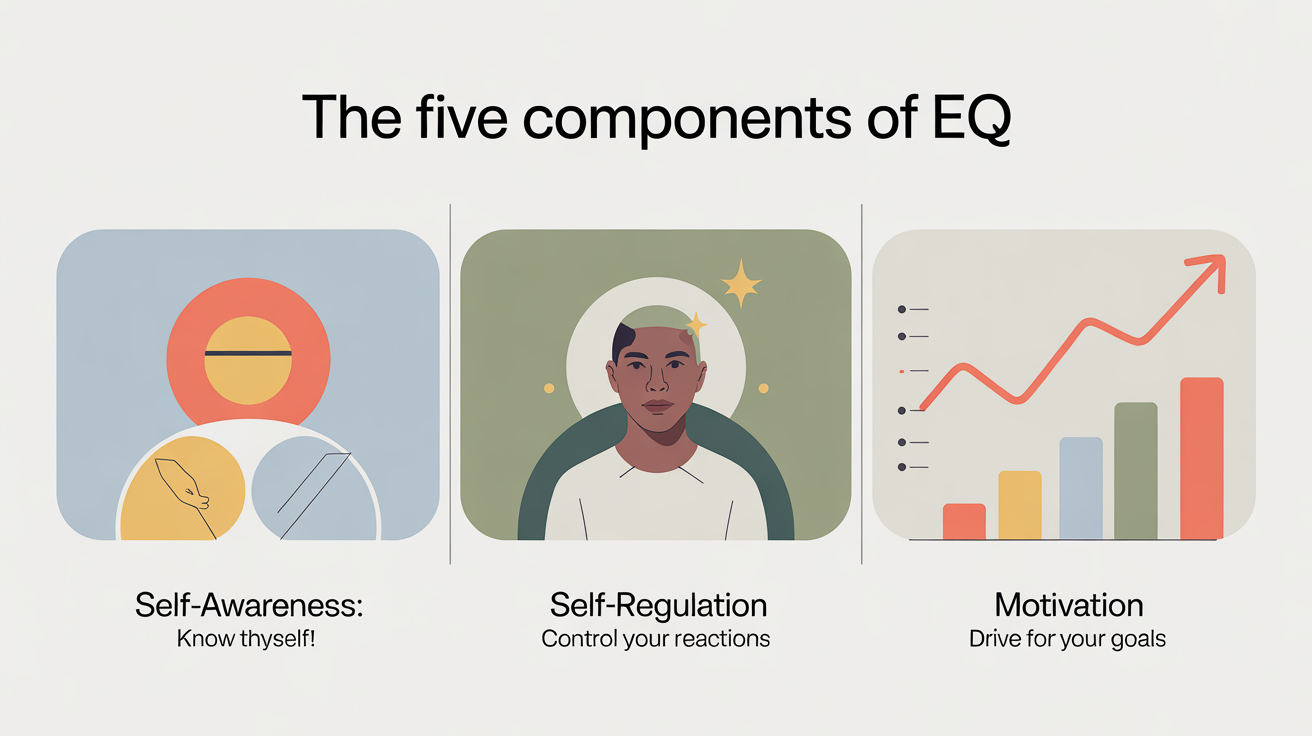 The five components of EQ
Self-Awareness:
Know thyself!
Self-Regulation
Control your reactions
Motivation
Drive for your goals